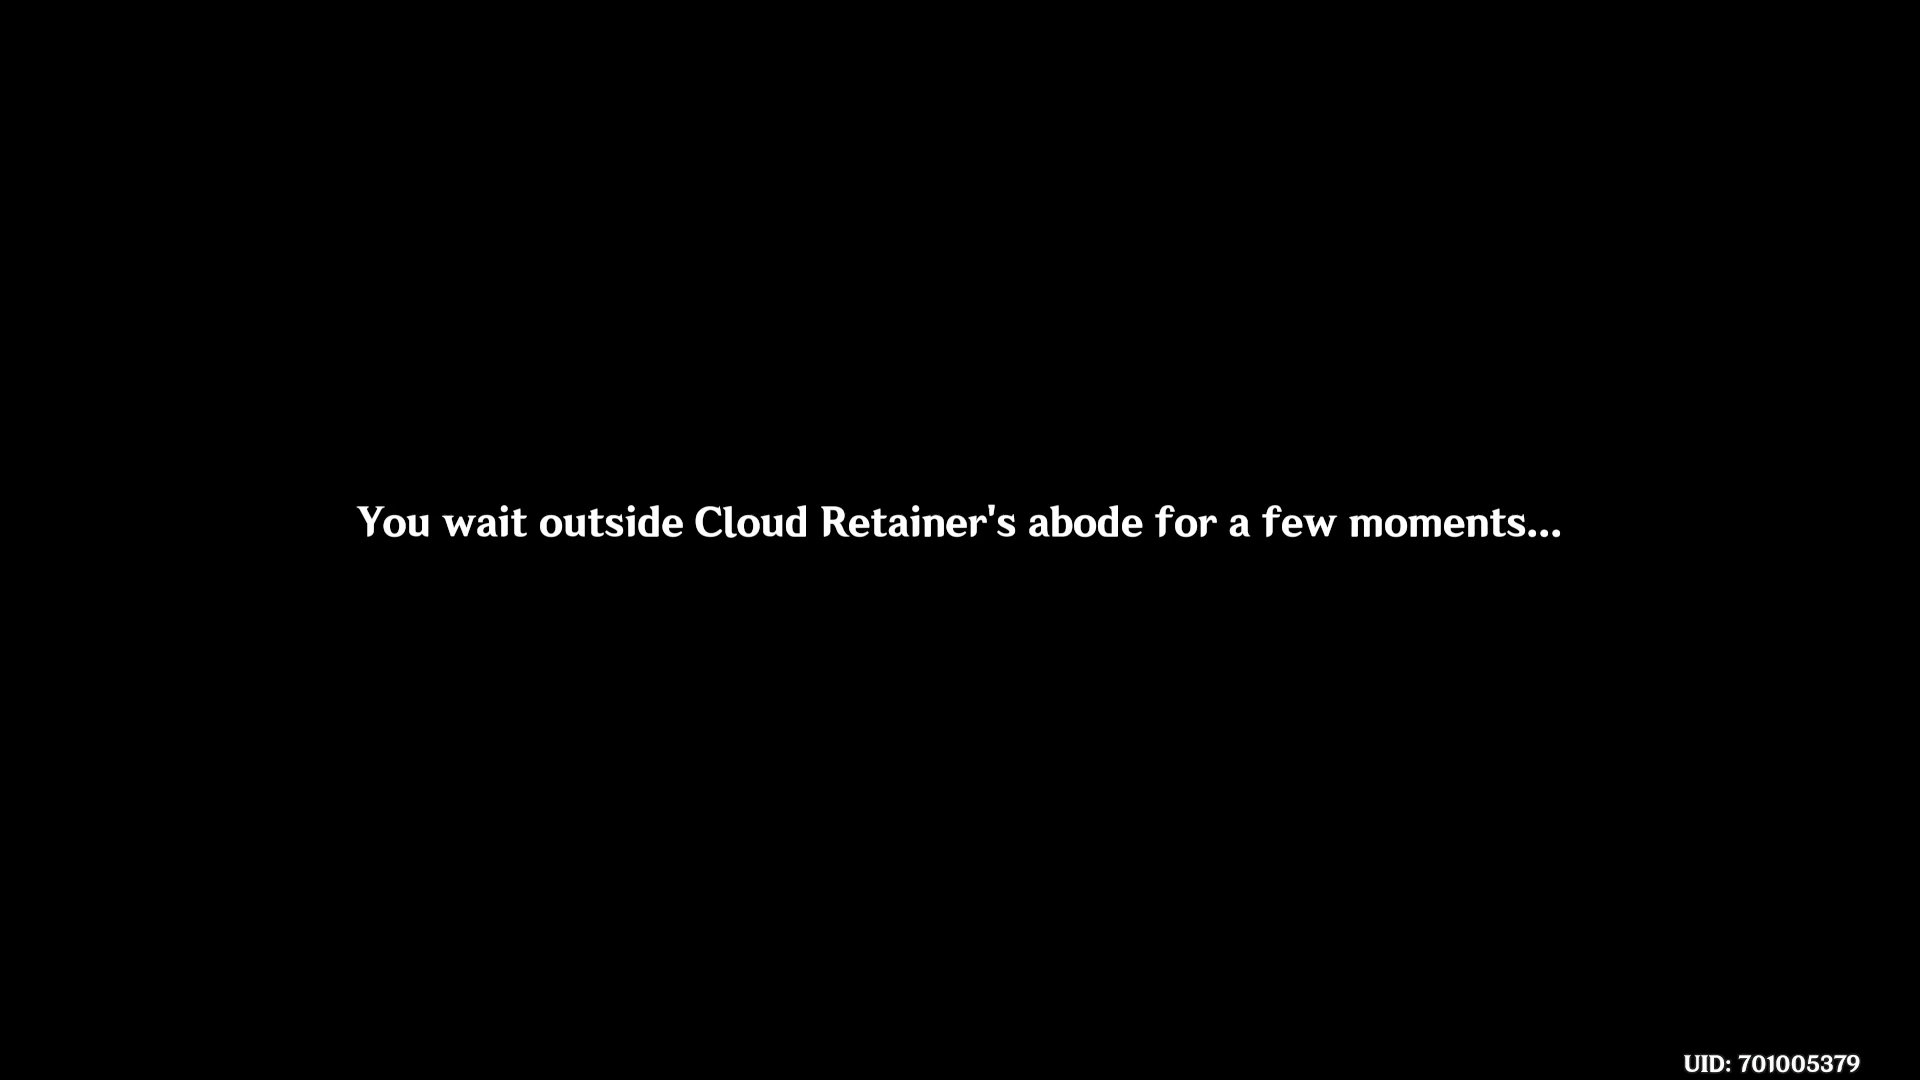 You wait outside Cloud Retainer's abode for a few moments...
UID: 701005379